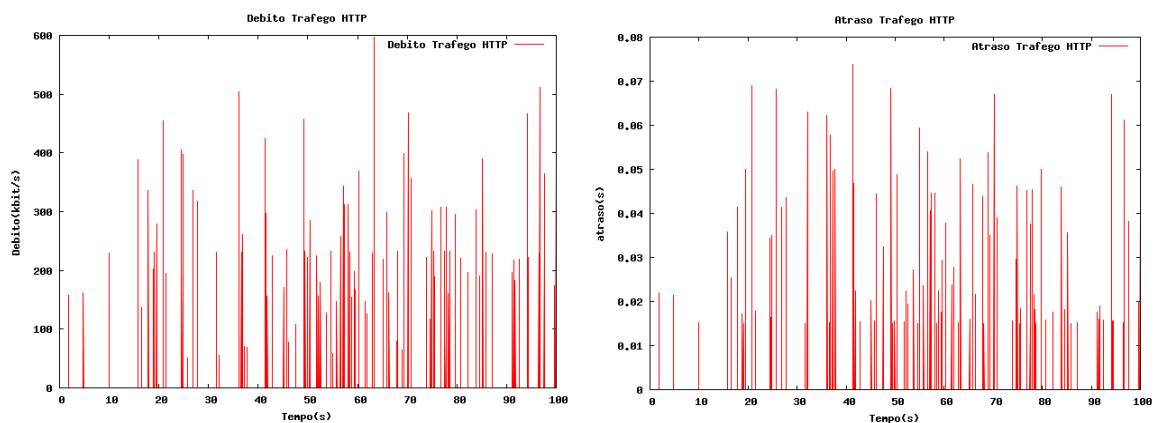 Debito Trafego HTTP
Debito Trafego HTTP
600
500
400
300
200
100
0
Debito(kbit/s)
0 10 20 30 40 50 60 70 80 90 100
Tempo(s)
Atraso Trafego HTTP
Atraso Trafego HTTP
0.08
0.07
0.06
0.05
0.04
0.03
0.02
0.01
0
atraso(s)
0 10 20 30 40 50 60 70 80 90 100
Tempo(s)